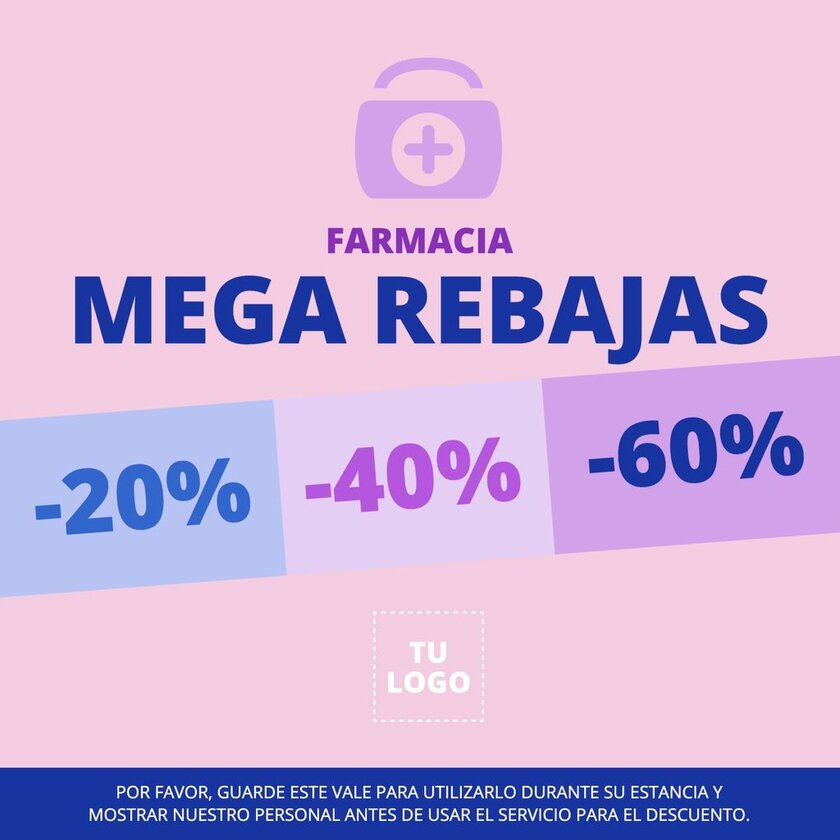 FARMACIA
MEGA REBAJAS
-20%
-40%
-60%
TU
LOGO
POR FAVOR, GUARDE ESTE VALE PARA UTILIZARLO DURANTE SU ESTANCIA Y
MOSTRAR NUESTRO PERSONAL ANTES DE USAR EL SERVICIO PARA EL DESCUENTO.